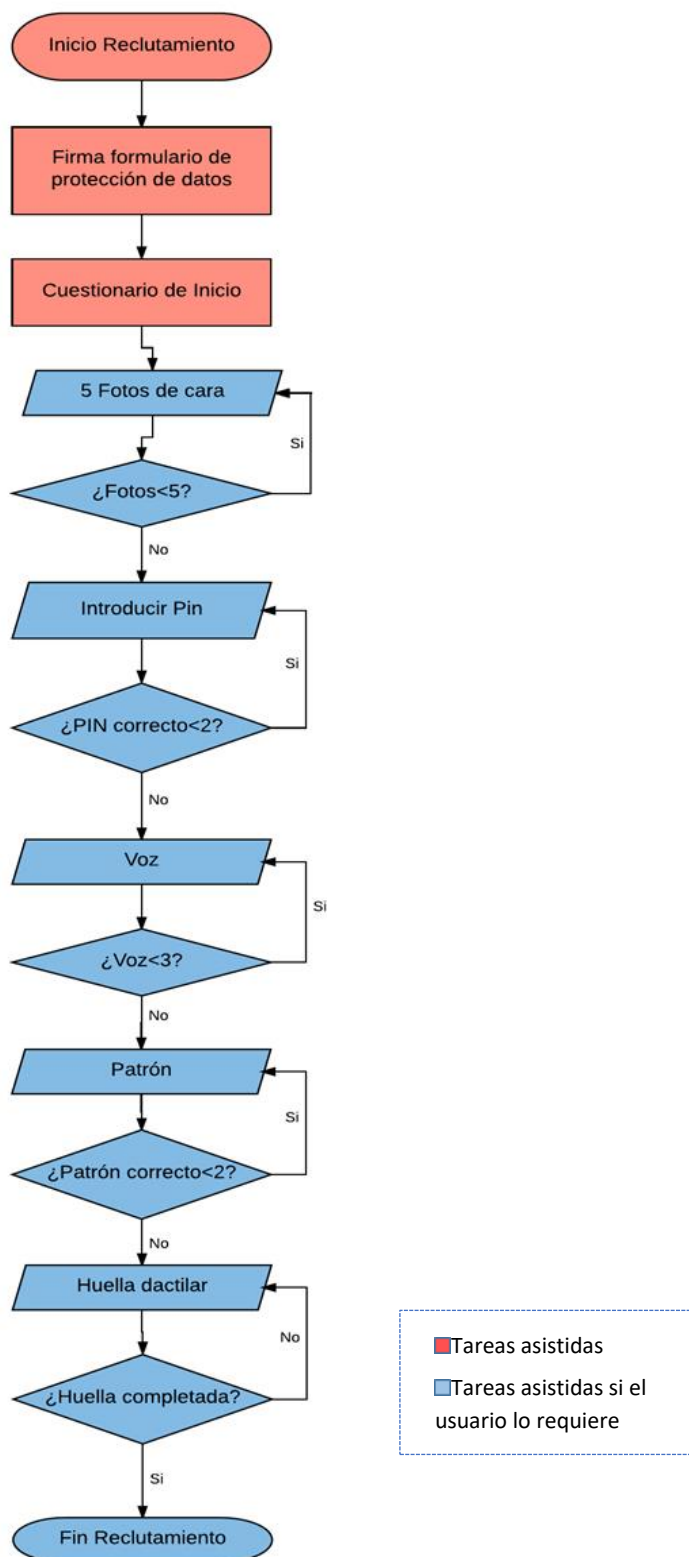 Inicio Reclutamiento
Firma formulario de
protección de datos
Cuestionario de Inicio
5 Fotos de cara
Si
¿Fotos<5?
No
Introducir Pin
Si
¿PIN correcto<2?
No
Voz
Si
¿Voz<3?
No
Patrón
Si
¿Patrón correcto<2?
No
Huella dactilar
No
¿Huella completada?
Si
Fin Reclutamiento
Tareas asistidas
Tareas asistidas si el
usuario lo requiere